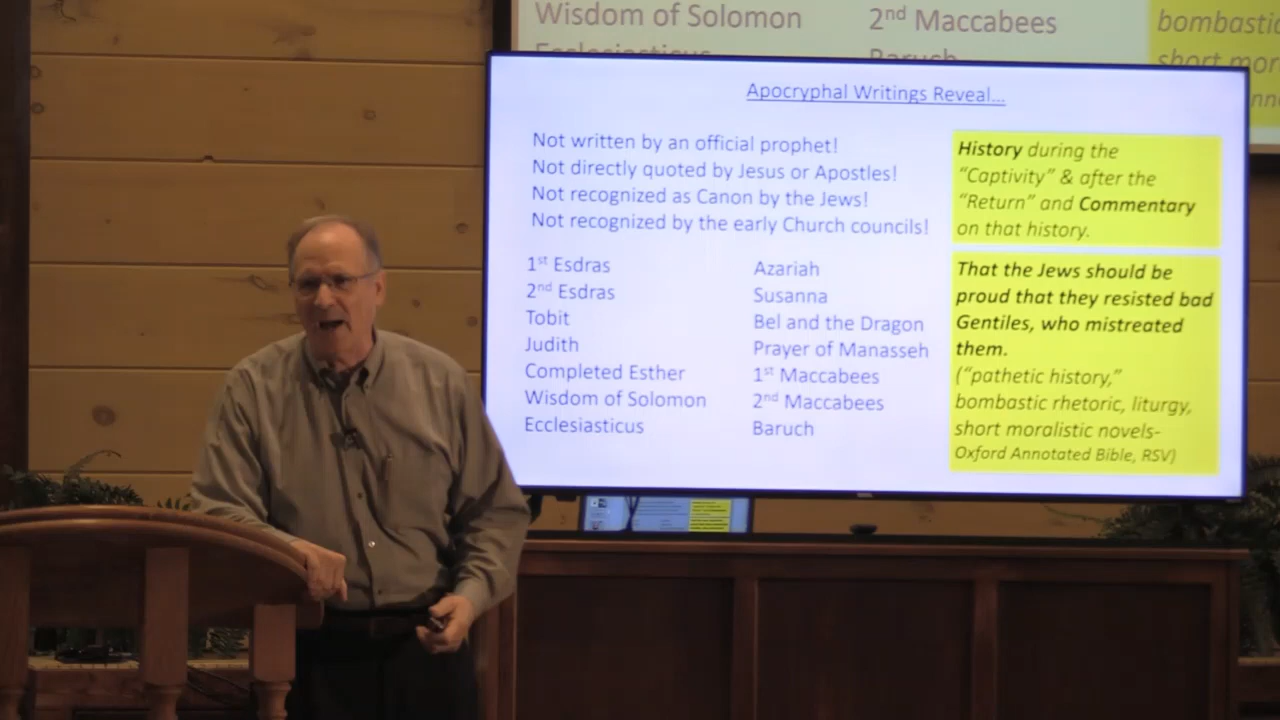 Wisdom of Solomon
2nd Maccabees
bombastic
Ecclesiasticus
Baruch
short mor
Apocryphal Writings Reveal...
Not written by an official prophet!
Not directly quoted by Jesus or Apostles!
Not recognized as Canon by the Jews!
Not recognized by the early Church councils!
1st Esdras
2nd Esdras
Tobit
Judith
Completed Esther
Wisdom of Solomon
Ecclesiasticus
Azariah
Susanna
Bel and the Dragon
Prayer of Manasseh
1st Maccabees
2nd Maccabees
Baruch
History during the
“Captivity” & after the
“Return” and Commentary
on that history.
That the Jews should be
proud that they resisted bad
Gentiles, who mistreated
them.
(“pathetic history,”
bombastic rhetoric, liturgy,
short moralistic novels-
Oxford Annotated Bible, RSV)